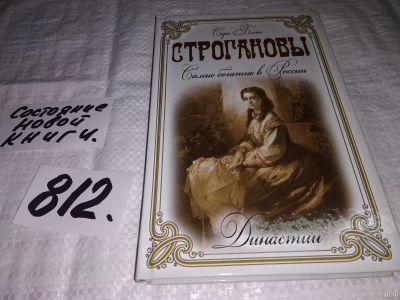 Состояние
новой
книги.
812.
Сара Блейк
СТРОГАНОВЫ
Самые богатые в России
Династии